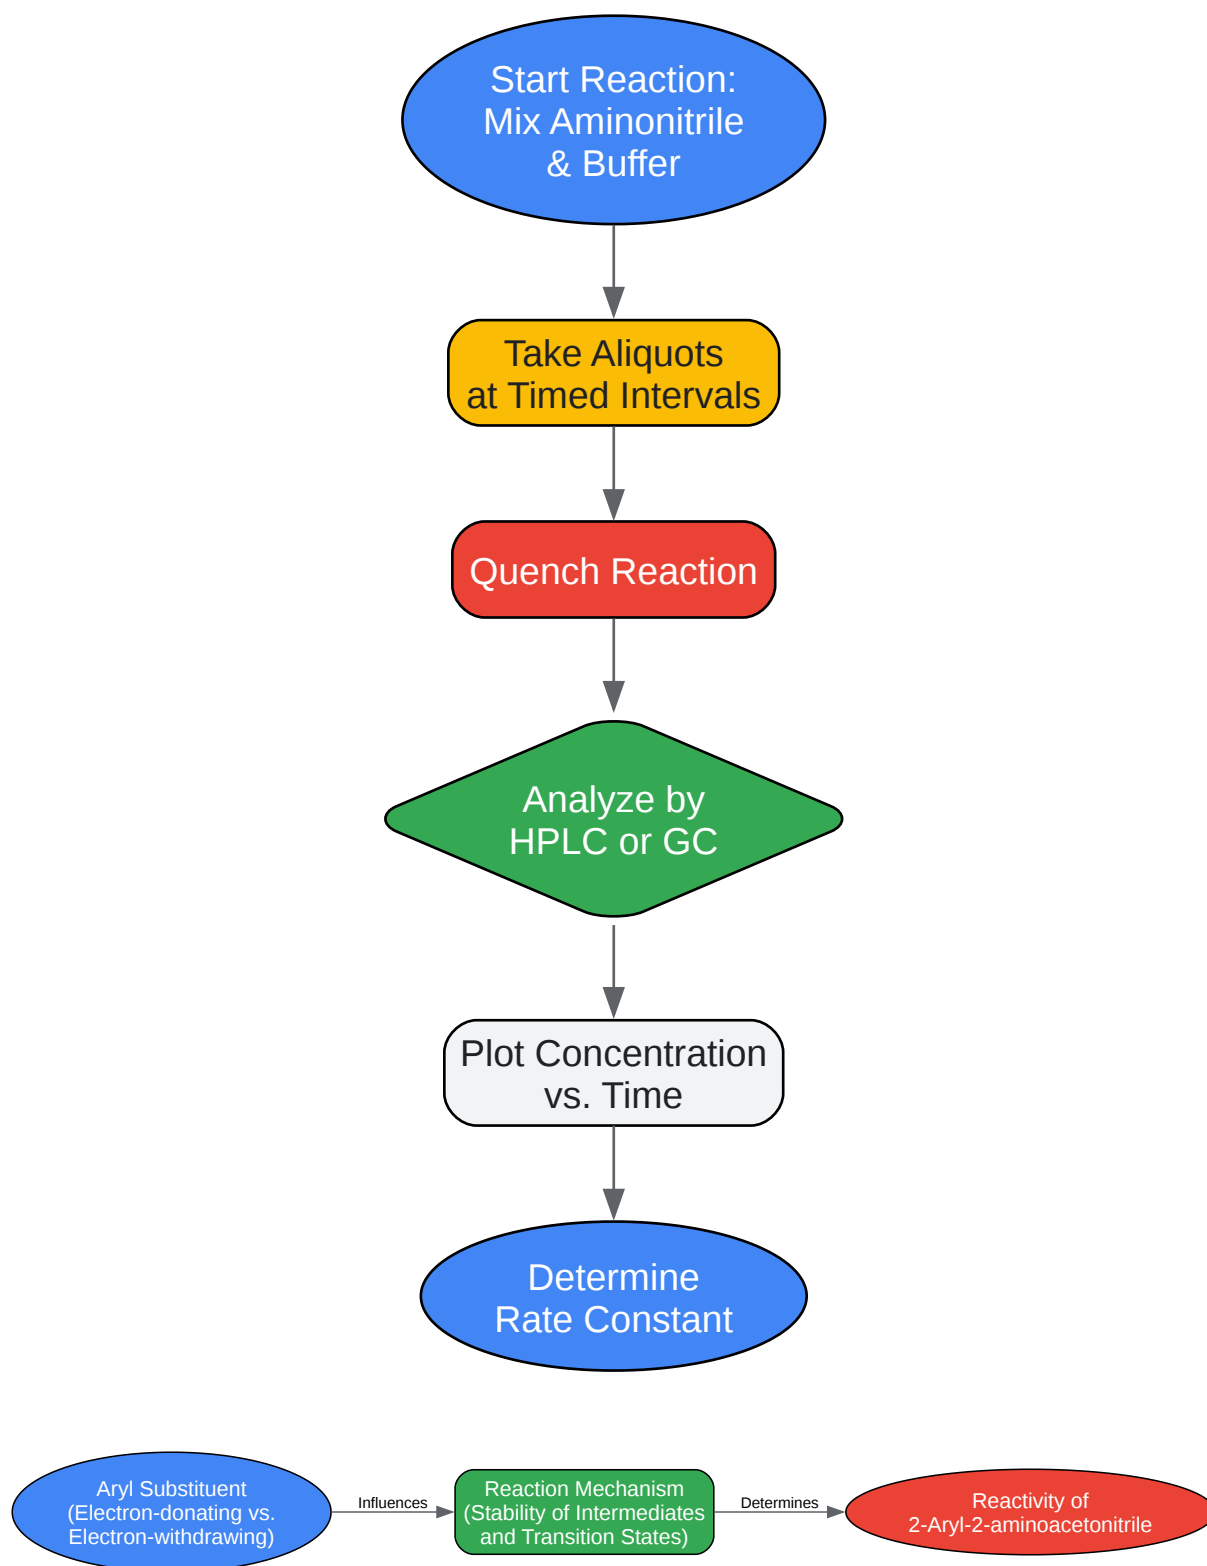 Start Reaction:
Mix Aminonitrile
& Buffer
Take Aliquots
at Timed Intervals
Quench Reaction
Analyze by
HPLC or GC
Plot Concentration
vs. Time
Determine
Rate Constant
Aryl Substituent
(Electron-donating vs.
Electron-withdrawing)
Influences
Reaction Mechanism
(Stability of Intermediates
and Transition States)
Determines
Reactivity of
2-Aryl-2-aminoacetonitrile